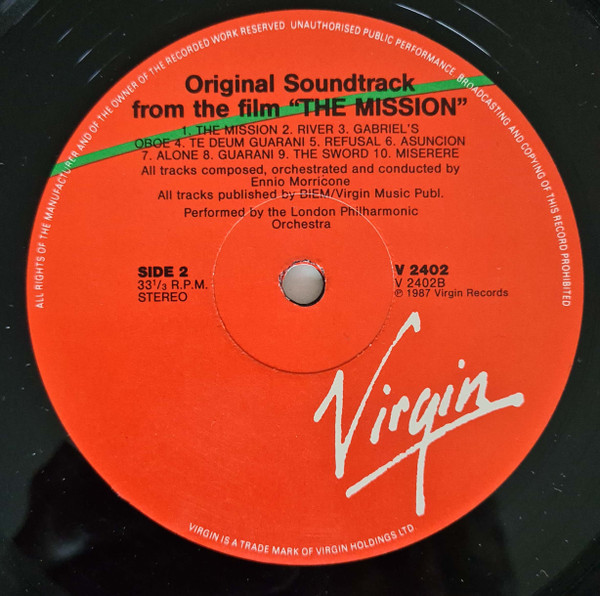 ALL RIGHTS OF THE MANUFACTURER AND OF THE OWNER OF THE RECORDED WORK RESERVED UNAUTHORISED PUBLIC PERFORMANCE BROADCASTING AND COPYING OF THIS RECORD PROHIBITED
Original Soundtrack
from the film “THE MISSION”
1. THE MISSION 2. RIVER 3. GABRIEL'S
OBOE 4. TE DEUM GUARANI 5. REFUSAL 6. ASUNCION
7. ALONE 8. GUARANI 9. THE SWORD 10. MISERERE
All tracks composed, orchestrated and conducted by
Ennio Morricone
All tracks published by BIEM/Virgin Music Publ.
Performed by the London Philharmonic
Orchestra
SIDE 2
33¹/₃ R.P.M.
STEREO
V 2402
V 2402B
℗ 1987 Virgin Records
Virgin
VIRGIN IS A TRADE MARK OF VIRGIN HOLDINGS LTD